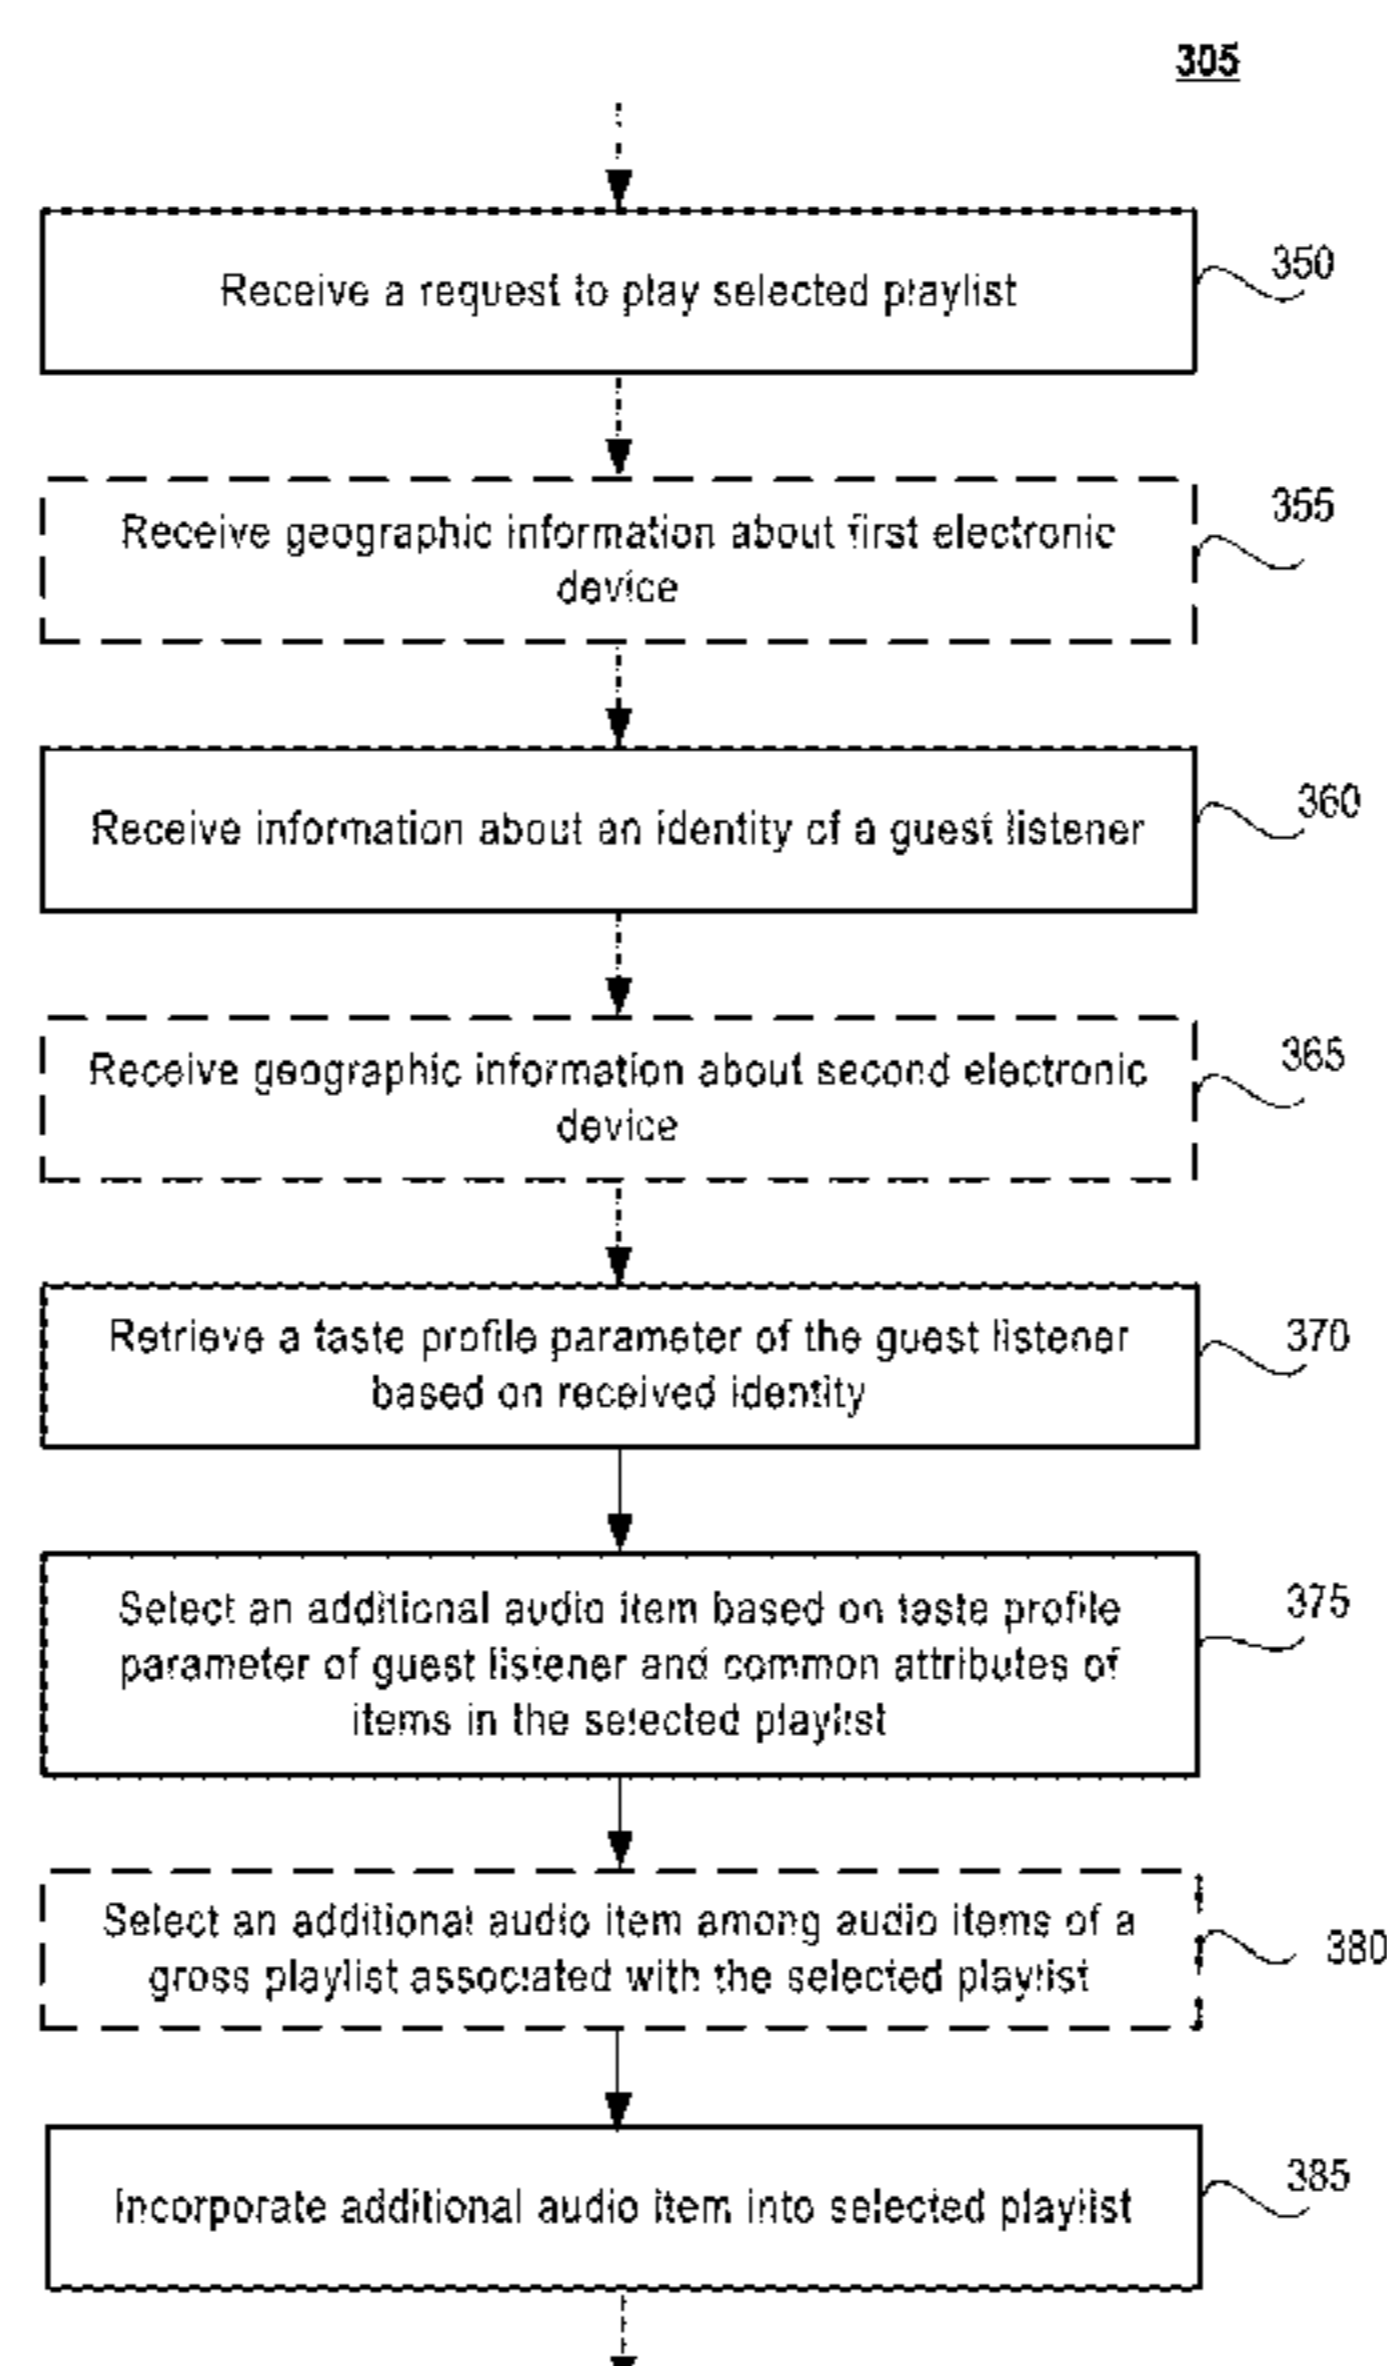 305
Receive a request to play selected playlist
350
Receive geographic information about first electronic
device
355
Receive information about an identity of a guest listener
360
Receive geographic information about second electronic
device
365
Retrieve a taste profile parameter of the guest listener
based on received identity
370
Select an additional audio item based on taste profile
parameter of guest listener and common attributes of
items in the selected playlist
375
Select an additional audio item among audio items of a
gross playlist associated with the selected playlist
380
Incorporate additional audio item into selected playlist
385